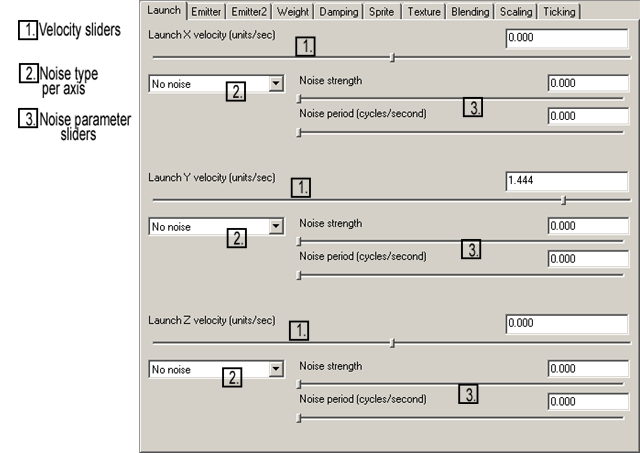 Launch Emitter Emitter2 Weight Damping Sprite Texture Blending Scaling Ticking
1. Velocity sliders
2. Noise type
per axis
3. Noise parameter
sliders
Launch X velocity (units/sec) 1. 0.000
No noise 2. Noise strength 0.000
3.
Noise period (cycles/second) 0.000
Launch Y velocity (units/sec) 1. 1.444
No noise 2. Noise strength 0.000
3.
Noise period (cycles/second) 0.000
Launch Z velocity (units/sec) 1. 0.000
No noise 2. Noise strength 0.000
3.
Noise period (cycles/second) 0.000